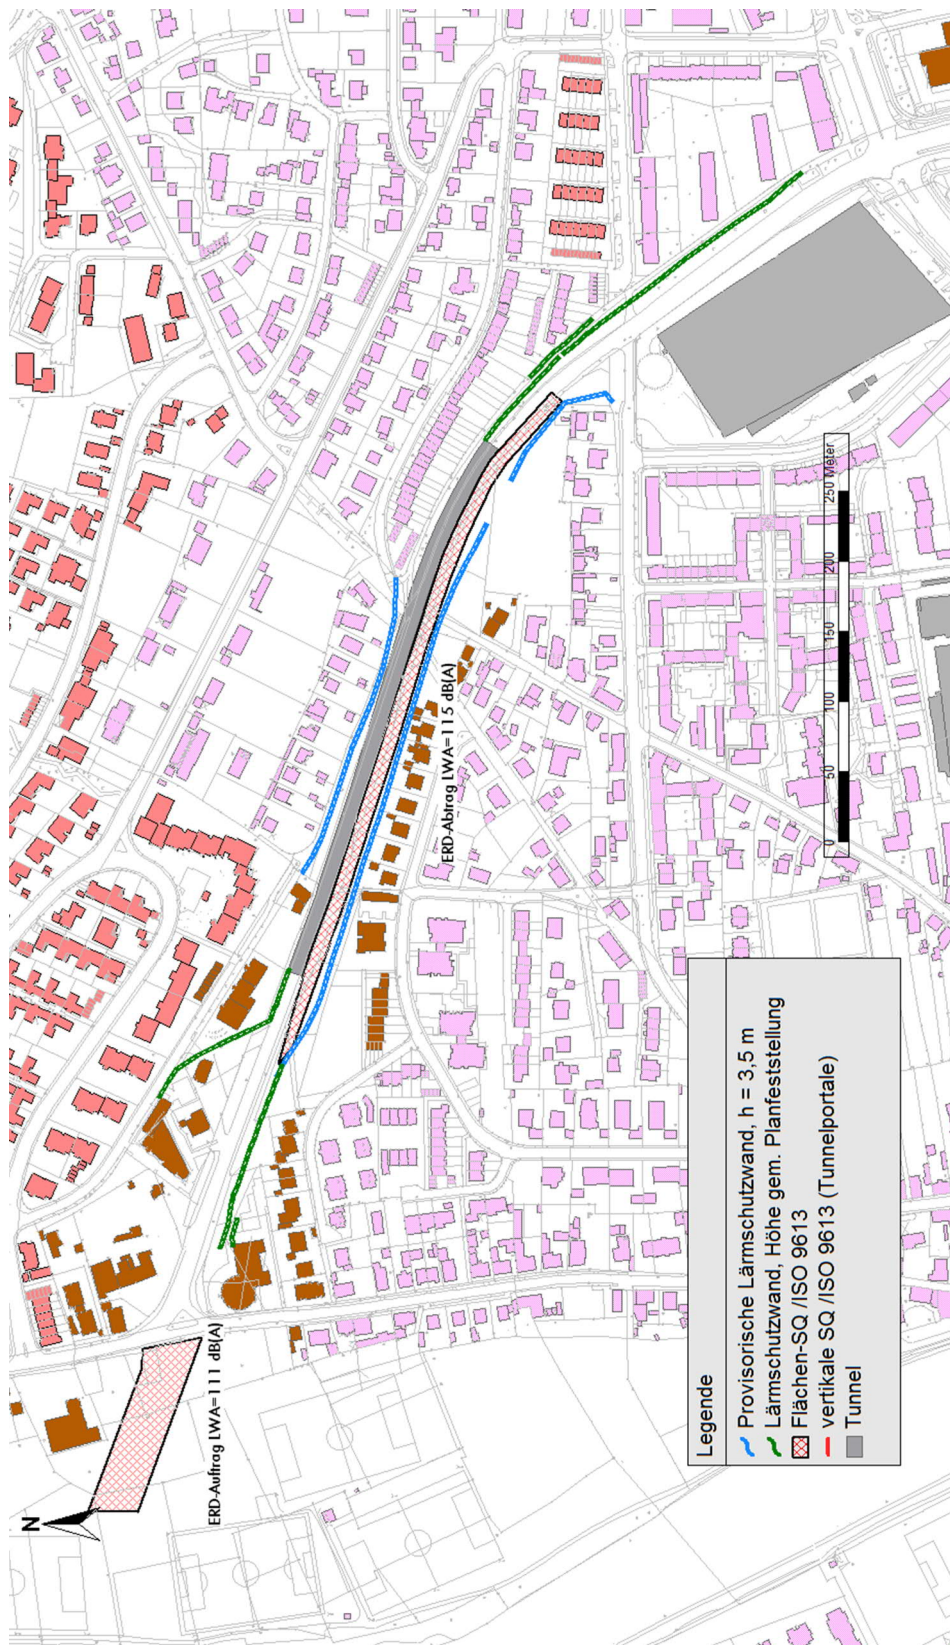 N
ERD-Auftrag LWA=111 dB(A)
ERD-Abtrag LWA=115 dB(A)
0 50 100 150 200 250 Meter
Legende
Provisorische Lärmschutzwand, h = 3,5 m
Lärmschutzwand, Höhe gem. Planfeststellung
Flächen-SQ /ISO 9613
vertikale SQ /ISO 9613 (Tunnelportale)
Tunnel